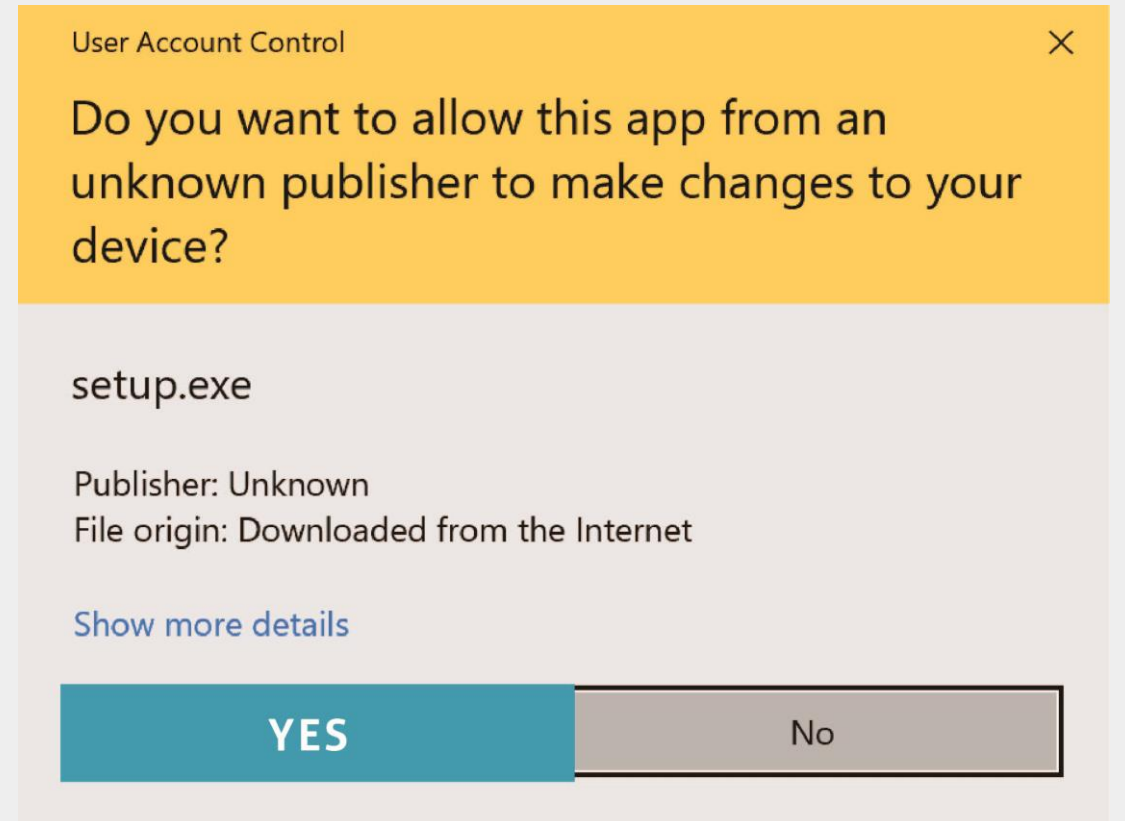 User Account Control
Do you want to allow this app from an
unknown publisher to make changes to your
device?
setup.exe
Publisher: Unknown
File origin: Downloaded from the Internet
Show more details
YES
No